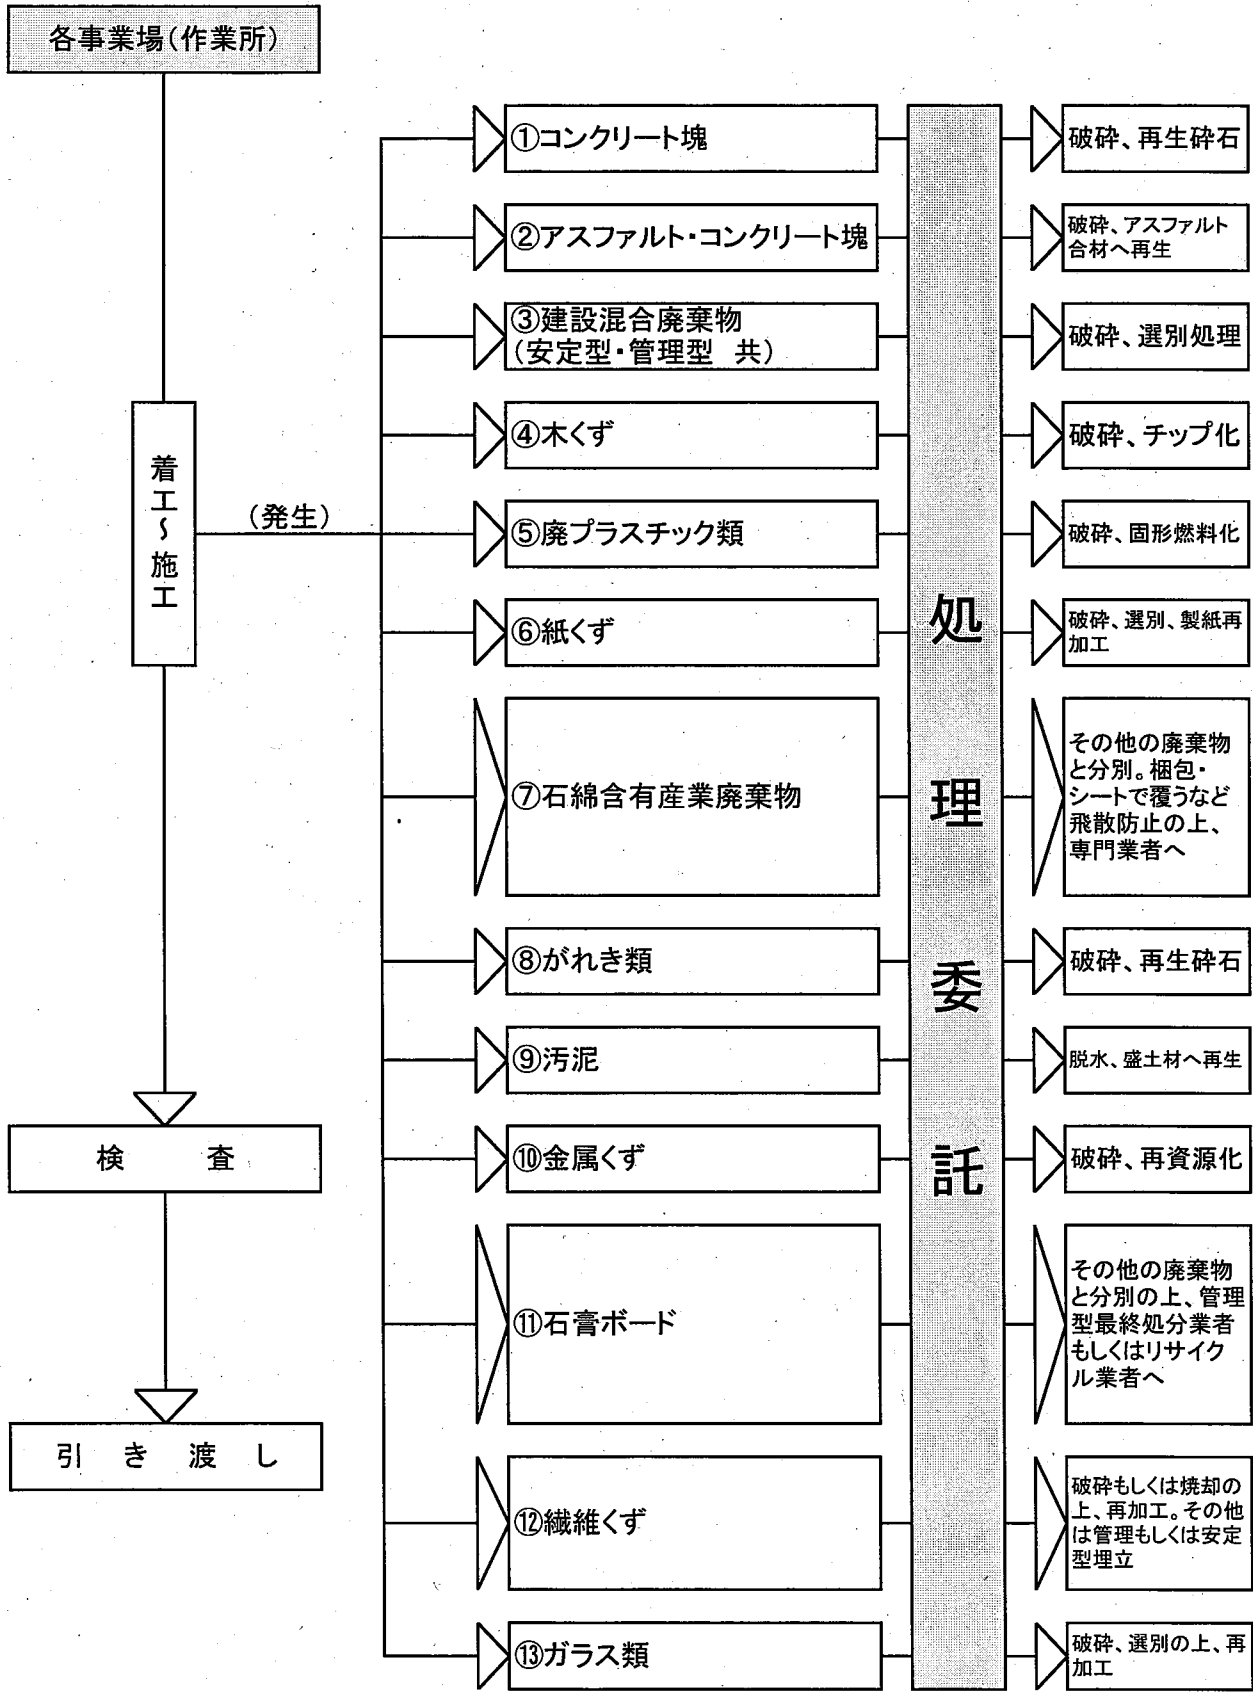 各事業場(作業所)
①コンクリート塊
破砕、再生砕石
②アスファルト・コンクリート塊
破砕、アスファルト
合材へ再生
③建設混合廃棄物
(安定型・管理型 共)
破砕、選別処理
④木くず
破砕、チップ化
着工~施工
(発生)
⑤廃プラスチック類
破砕、固形燃料化
⑥紙くず
破砕、選別、製紙再
加工
処理委託
⑦石綿含有産業廃棄物
その他の廃棄物
と分別。梱包・
シートで覆うなど
飛散防止の上、
専門業者へ
⑧がれき類
破砕、再生砕石
⑨汚泥
脱水、盛土材へ再生
検 査
⑩金属くず
破砕、再資源化
⑪石膏ボード
その他の廃棄物
と分別の上、管理
型最終処分業者
もしくはリサイク
ル業者へ
引 き 渡 し
⑫繊維くず
破砕もしくは焼却の
上、再加工。その他
は管理もしくは安定
型埋立
⑬ガラス類
破砕、選別の上、再
加工